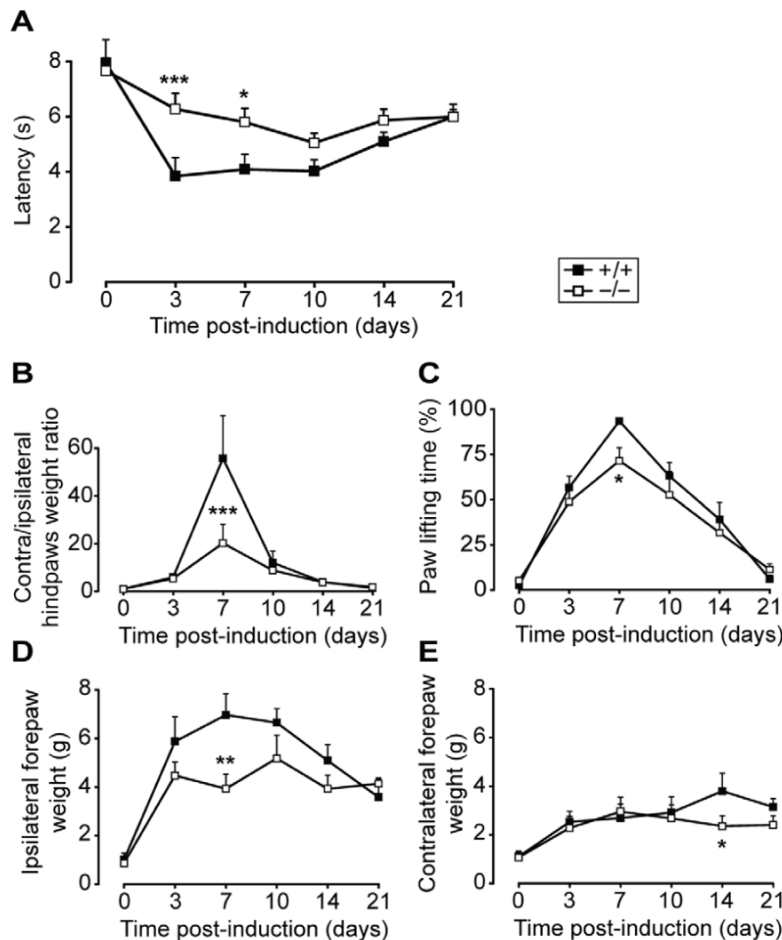 A
8
6
4
2
0
Latency (s)
***
*
0 3 7 10 14 21
Time post-induction (days)
+/+
−/−
B
Contra/ipsilateral
hindpaws weight ratio
60
40
20
0
***
0 3 7 10 14 21
Time post-induction (days)
C
Paw lifting time (%)
100
75
50
25
0
*
0 3 7 10 14 21
Time post-induction (days)
D
Ipsilateral forepaw
weight (g)
8
6
4
2
0
**
0 3 7 10 14 21
Time post-induction (days)
E
Contralateral forepaw
weight (g)
8
6
4
2
0
*
0 3 7 10 14 21
Time post-induction (days)